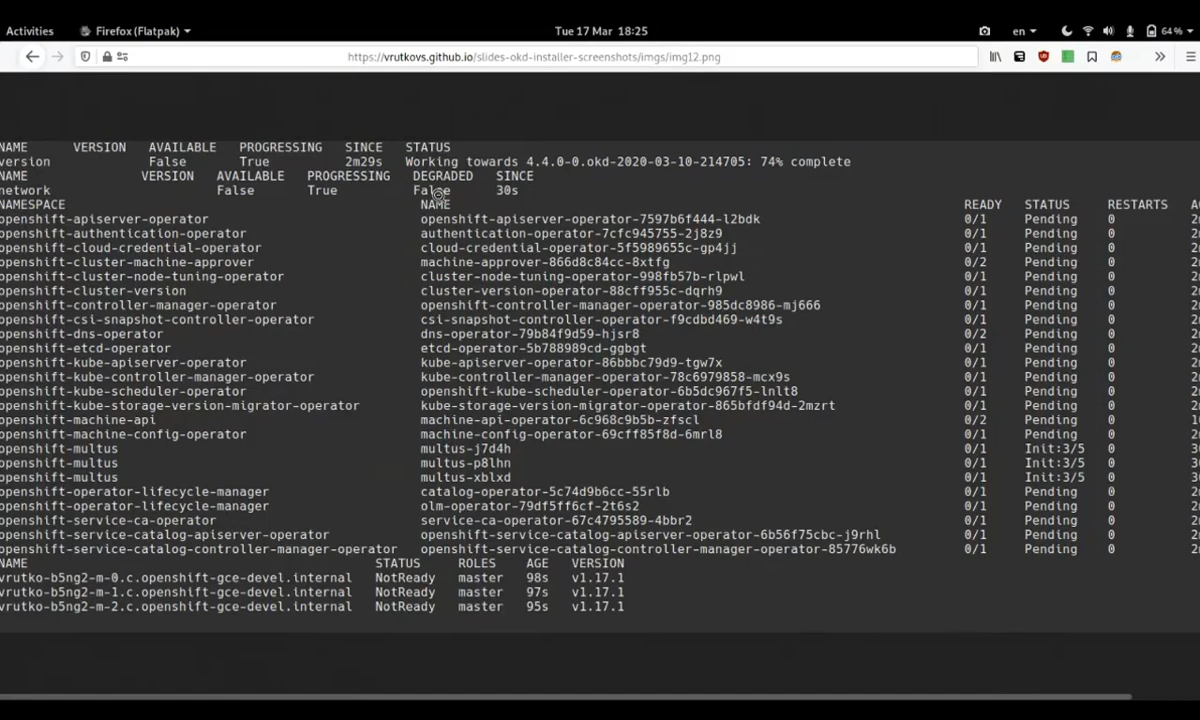 Activities Firefox (Flatpak) Tue 17 Mar 18:25 en 64%
https://vrutkovs.github.io/slides-okd-installer-screenshots/imgs/img12.png
NAME VERSION AVAILABLE PROGRESSING SINCE STATUS
version False True 2m29s Working towards 4.4.0-0.okd-2020-03-10-214705: 74% complete
NAME VERSION AVAILABLE PROGRESSING DEGRADED SINCE
network False True False 30s
NAMESPACE NAME READY STATUS RESTARTS
openshift-apiserver-operator openshift-apiserver-operator-7597b6f444-l2bdk 0/1 Pending 0
openshift-authentication-operator authentication-operator-7cfc945755-2j8z9 0/1 Pending 0
openshift-cloud-credential-operator cloud-credential-operator-5f5989655c-gp4jj 0/1 Pending 0
openshift-cluster-machine-approver machine-approver-866d8c84cc-8xtfg 0/2 Pending 0
openshift-cluster-node-tuning-operator cluster-node-tuning-operator-998fb57b-rlpwl 0/1 Pending 0
openshift-cluster-version cluster-version-operator-88cff955c-dqrh9 0/1 Pending 0
openshift-controller-manager-operator openshift-controller-manager-operator-985dc8986-mj666 0/1 Pending 0
openshift-csi-snapshot-controller-operator csi-snapshot-controller-operator-f9cdbd469-w4t9s 0/1 Pending 0
openshift-dns-operator dns-operator-79b84f9d59-hjsr8 0/2 Pending 0
openshift-etcd-operator etcd-operator-5b788989cd-ggbgt 0/1 Pending 0
openshift-kube-apiserver-operator kube-apiserver-operator-86bbbc79d9-tgw7x 0/1 Pending 0
openshift-kube-controller-manager-operator kube-controller-manager-operator-78c6979858-mcx9s 0/1 Pending 0
openshift-kube-scheduler-operator openshift-kube-scheduler-operator-6b5dc967f5-lnlt8 0/1 Pending 0
openshift-kube-storage-version-migrator-operator kube-storage-version-migrator-operator-865bfdf94d-2mzrt 0/1 Pending 0
openshift-machine-api machine-api-operator-6c968c9b5b-zfscl 0/2 Pending 0
openshift-machine-config-operator machine-config-operator-69cff85f8d-6mrl8 0/1 Pending 0
openshift-multus multus-j7d4h 0/1 Init:3/5 0
openshift-multus multus-p8lhn 0/1 Init:3/5 0
openshift-multus multus-xblxd 0/1 Init:3/5 0
openshift-operator-lifecycle-manager catalog-operator-5c74d9b6cc-55rlb 0/1 Pending 0
openshift-operator-lifecycle-manager olm-operator-79df5ff6cf-2t6s2 0/1 Pending 0
openshift-service-ca-operator service-ca-operator-67c4795589-4bbr2 0/1 Pending 0
openshift-service-catalog-apiserver-operator openshift-service-catalog-apiserver-operator-6b56f75cbc-j9rhl 0/1 Pending 0
openshift-service-catalog-controller-manager-operator openshift-service-catalog-controller-manager-operator-85776wk6b 0/1 Pending 0
NAME STATUS ROLES AGE VERSION
vrutko-b5ng2-m-0.c.openshift-gce-devel.internal NotReady master 98s v1.17.1
vrutko-b5ng2-m-1.c.openshift-gce-devel.internal NotReady master 97s v1.17.1
vrutko-b5ng2-m-2.c.openshift-gce-devel.internal NotReady master 95s v1.17.1